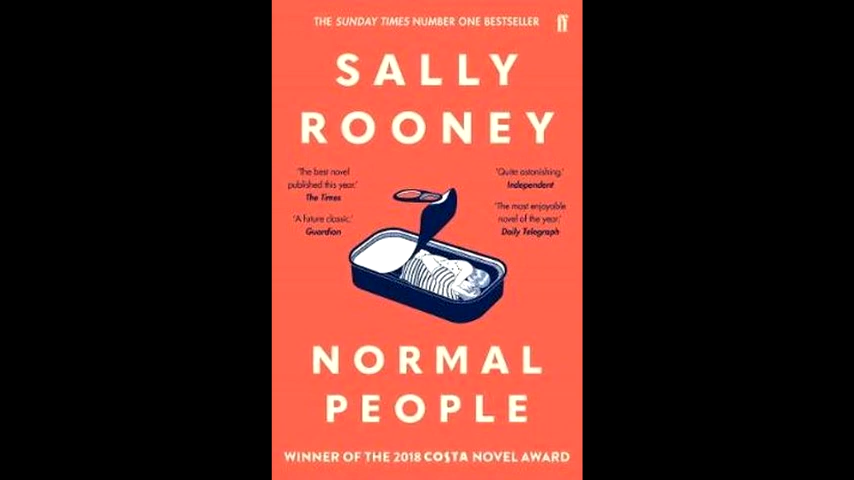 THE SUNDAY TIMES NUMBER ONE BESTSELLER
ff
SALLY
ROONEY
'The best novel
published this year.'
The Times
'A future classic.'
Guardian
'Quite astonishing.'
Independent
'The most enjoyable
novel of the year.'
Daily Telegraph
NORMAL
PEOPLE
WINNER OF THE 2018 COSTA NOVEL AWARD